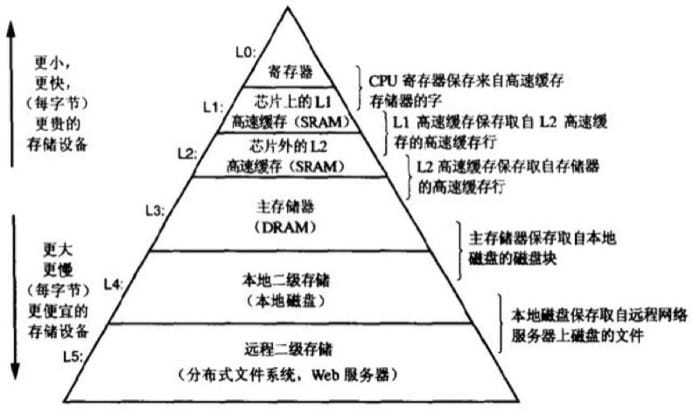 L0:
寄存器
更小，
更快，
（每字节）
更贵的
存储设备
CPU 寄存器保存来自高速缓存
存储器的字
L1:
芯片上的L1
高速缓存（SRAM）
L1 高速缓存保存取自 L2 高速缓
存的高速缓存行
L2:
芯片外的L2
高速缓存（SRAM）
L2 高速缓存保存取自存储器
的高速缓存行
L3:
主存储器
（DRAM）
主存储器保存取自本地
磁盘的磁盘块
更大
更慢
（每字节）
更便宜的
存储设备
L4:
本地二级存储
（本地磁盘）
本地磁盘保存取自远程网络
服务器上磁盘的文件
L5:
远程二级存储
（分布式文件系统，Web 服务器）